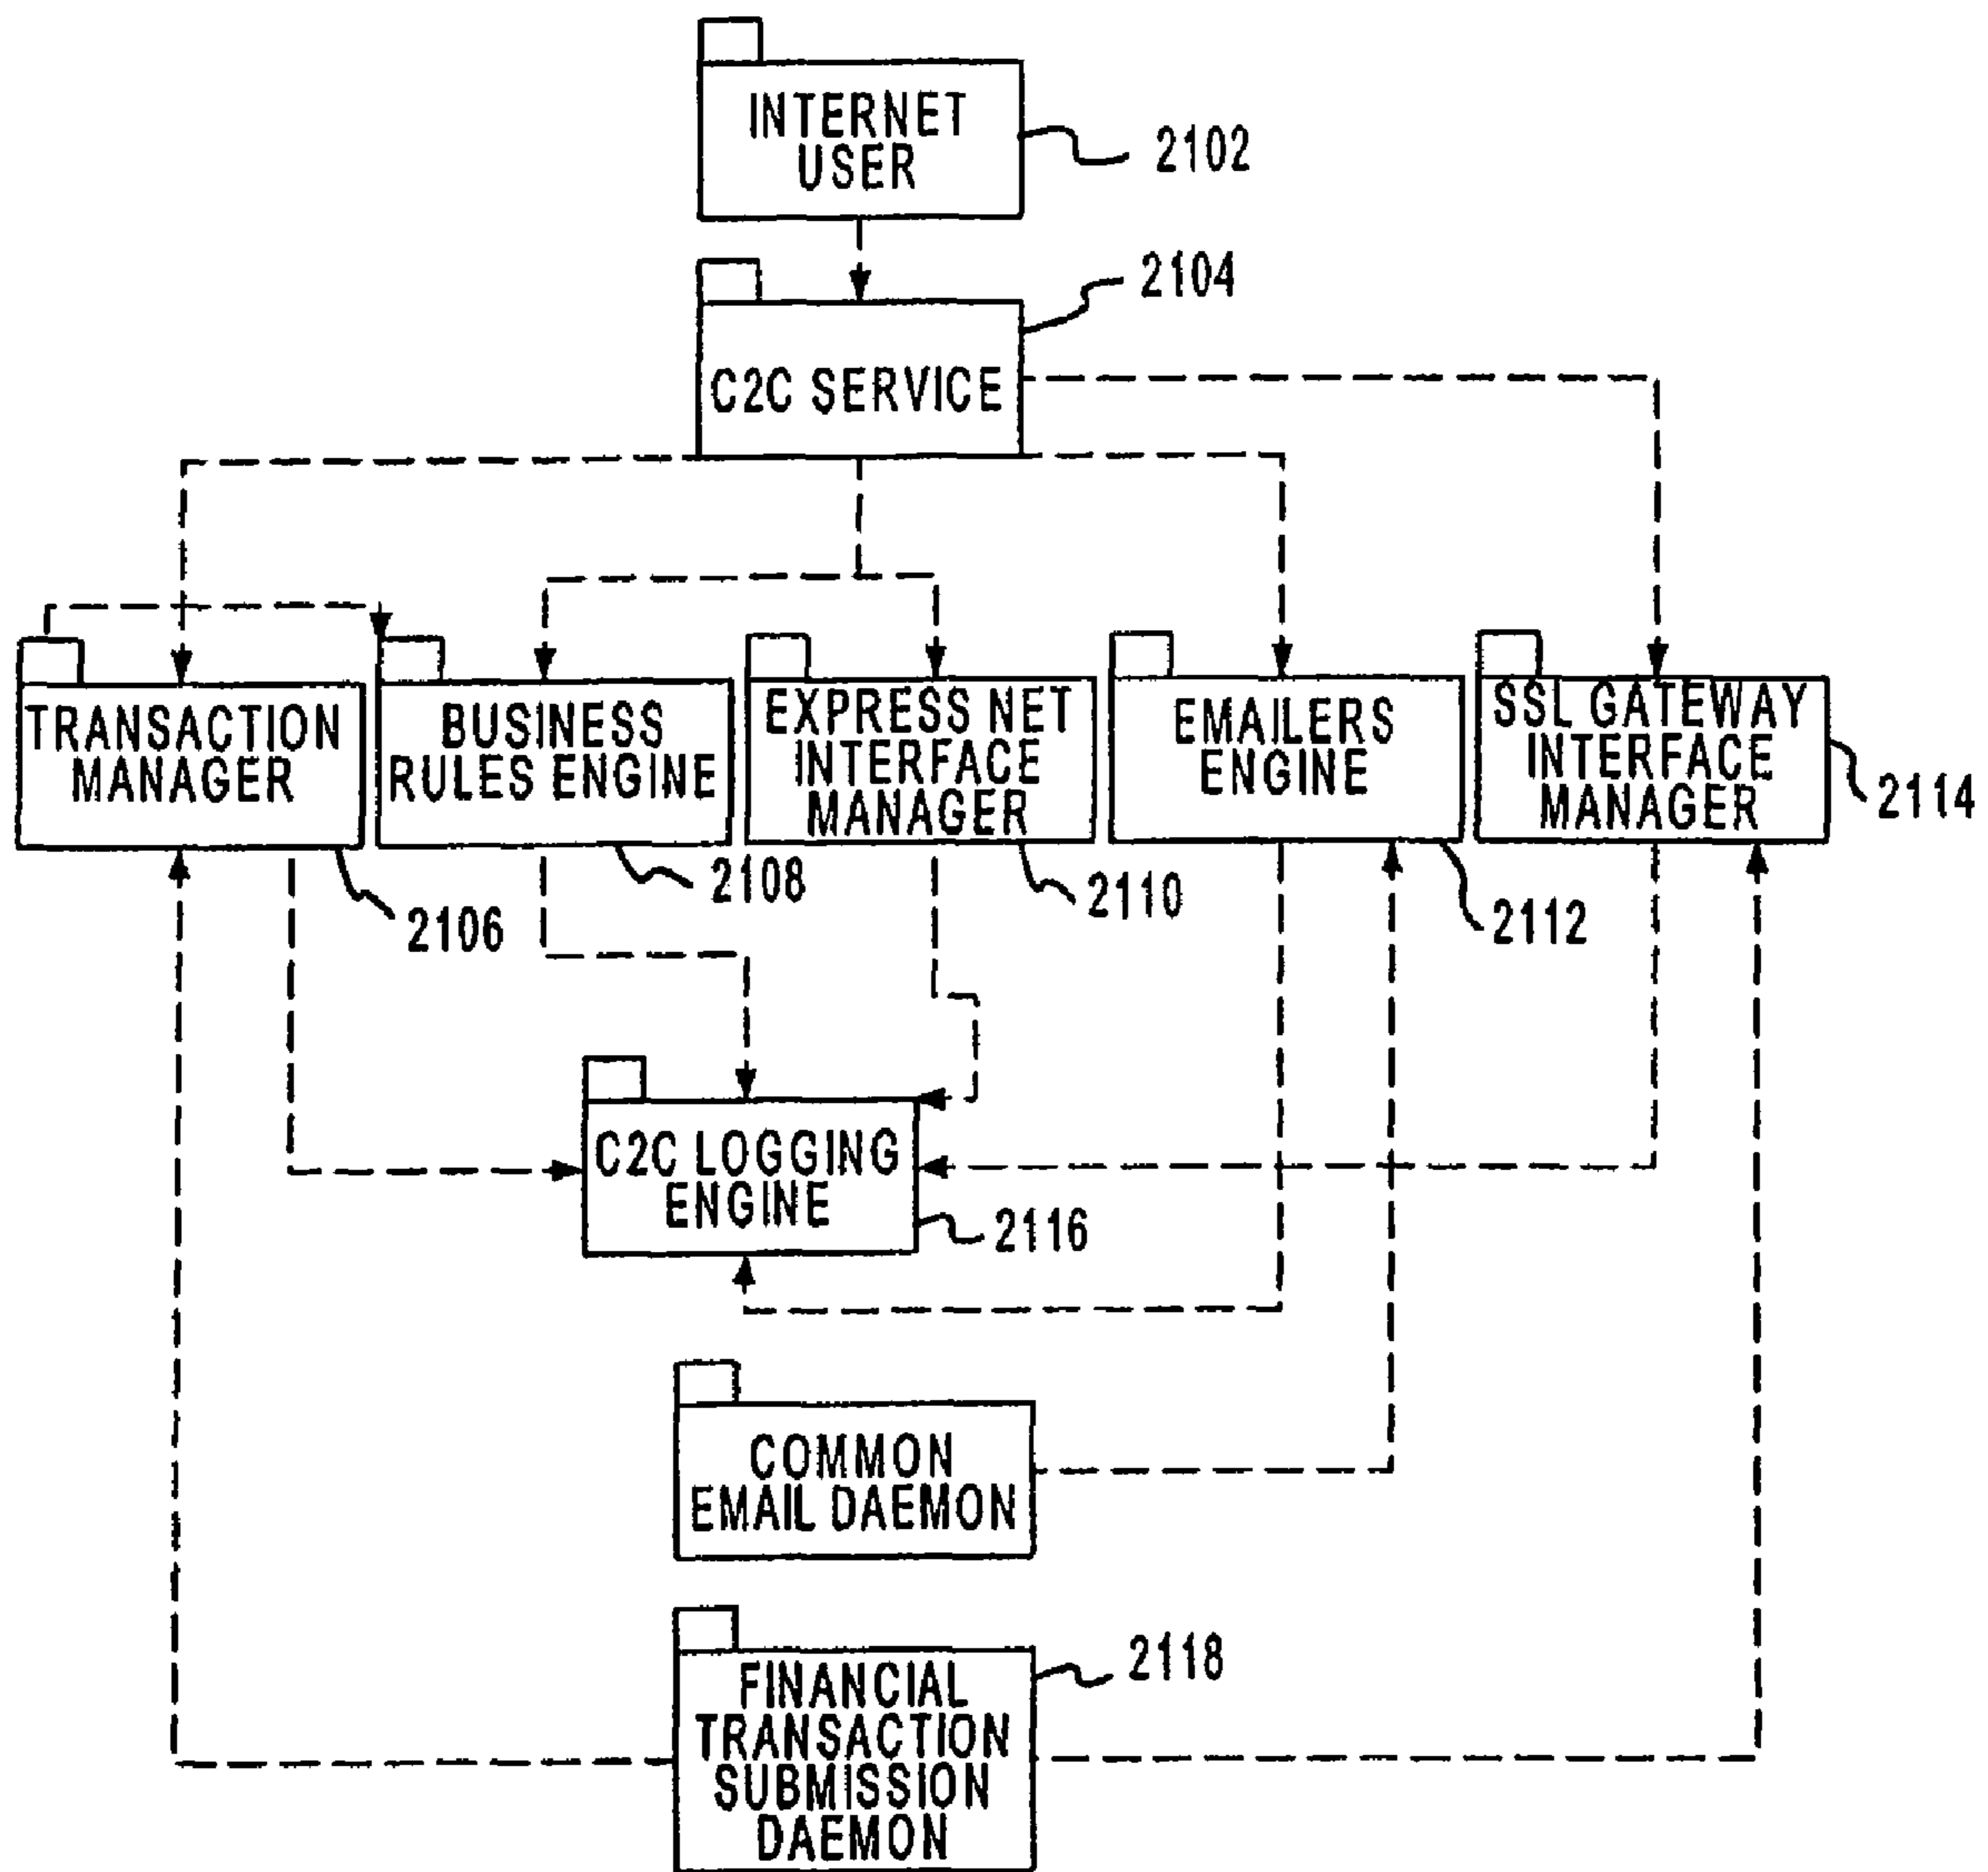 INTERNET
USER
2102
2104
C2C SERVICE
TRANSACTION
MANAGER
BUSINESS
RULES ENGINE
EXPRESS NET
INTERFACE
MANAGER
EMAILERS
ENGINE
SSL GATEWAY
INTERFACE
MANAGER
2114
2108
2110
2106
2112
C2C LOGGING
ENGINE
2116
COMMON
EMAIL DAEMON
2118
FINANCIAL
TRANSACTION
SUBMISSION
DAEMON